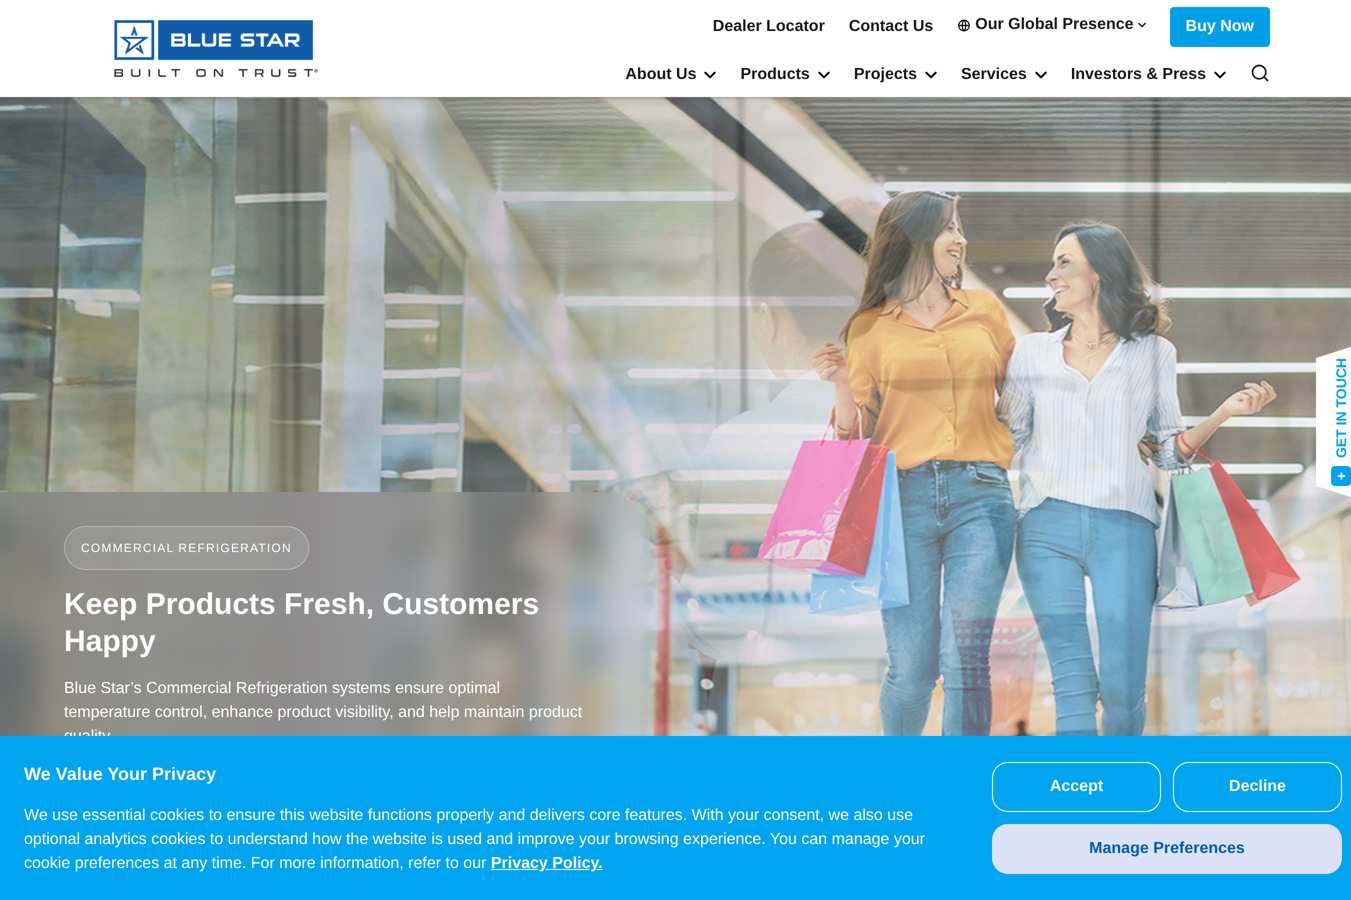 BLUE STAR
BUILT ON TRUST®
Dealer Locator
Contact Us
Our Global Presence
Buy Now
About Us
Products
Projects
Services
Investors & Press
GET IN TOUCH
+
COMMERCIAL REFRIGERATION
Keep Products Fresh, Customers
Happy
Blue Star’s Commercial Refrigeration systems ensure optimal
temperature control, enhance product visibility, and help maintain product
quality.
We Value Your Privacy
We use essential cookies to ensure this website functions properly and delivers core features. With your consent, we also use
optional analytics cookies to understand how the website is used and improve your browsing experience. You can manage your
cookie preferences at any time. For more information, refer to our Privacy Policy.
Accept
Decline
Manage Preferences